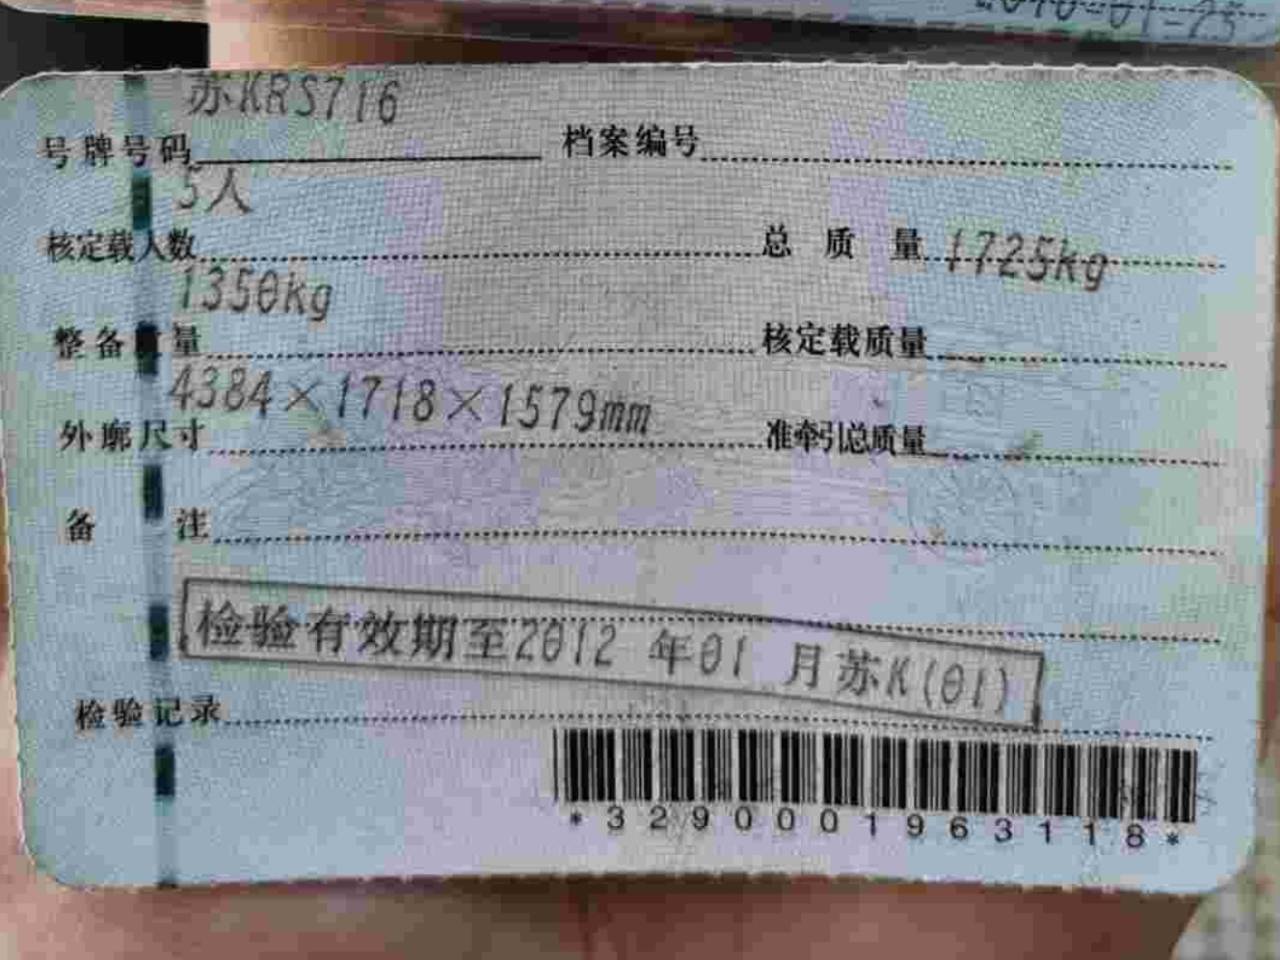 苏KRS716
号牌号码 档案编号
5人
核定载人数 总质量 1725kg
1350kg
整备质量 核定载质量
4384×1718×1579mm
外廓尺寸 准牵引总质量
备注
检验有效期至2012年01月苏K(01)
检验记录
*3290001963118*